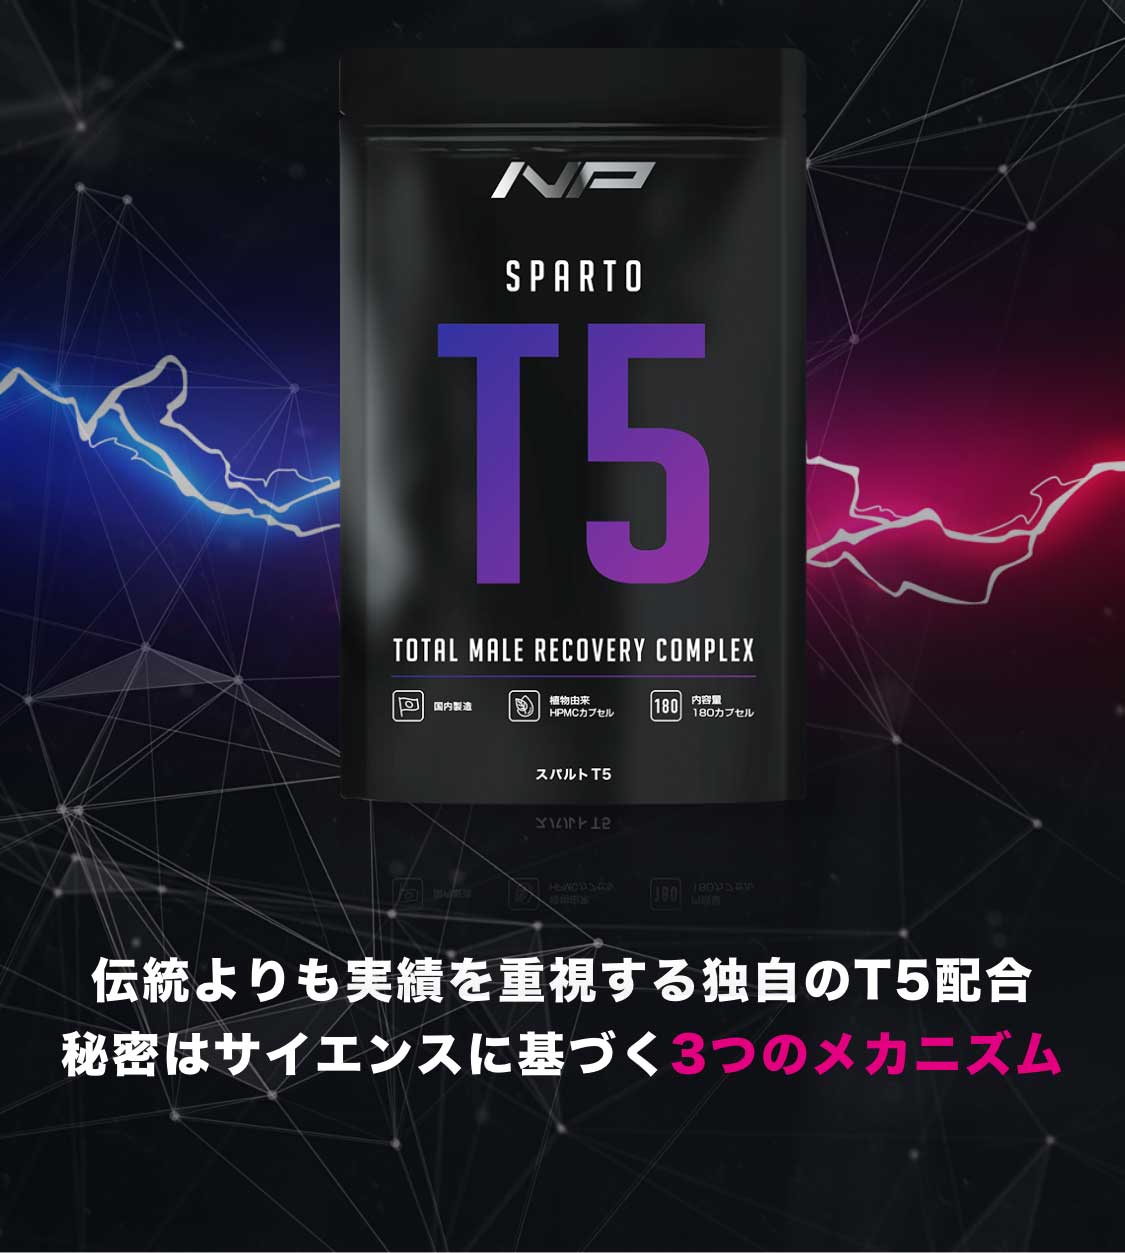 NP
SPARTO
T5
TOTAL MALE RECOVERY COMPLEX
国内製造
植物由来
HPMCカプセル
180
内容量
180カプセル
スパルトT5
伝統よりも実績を重視する独自のT5配合
秘密はサイエンスに基づく3つのメカニズム